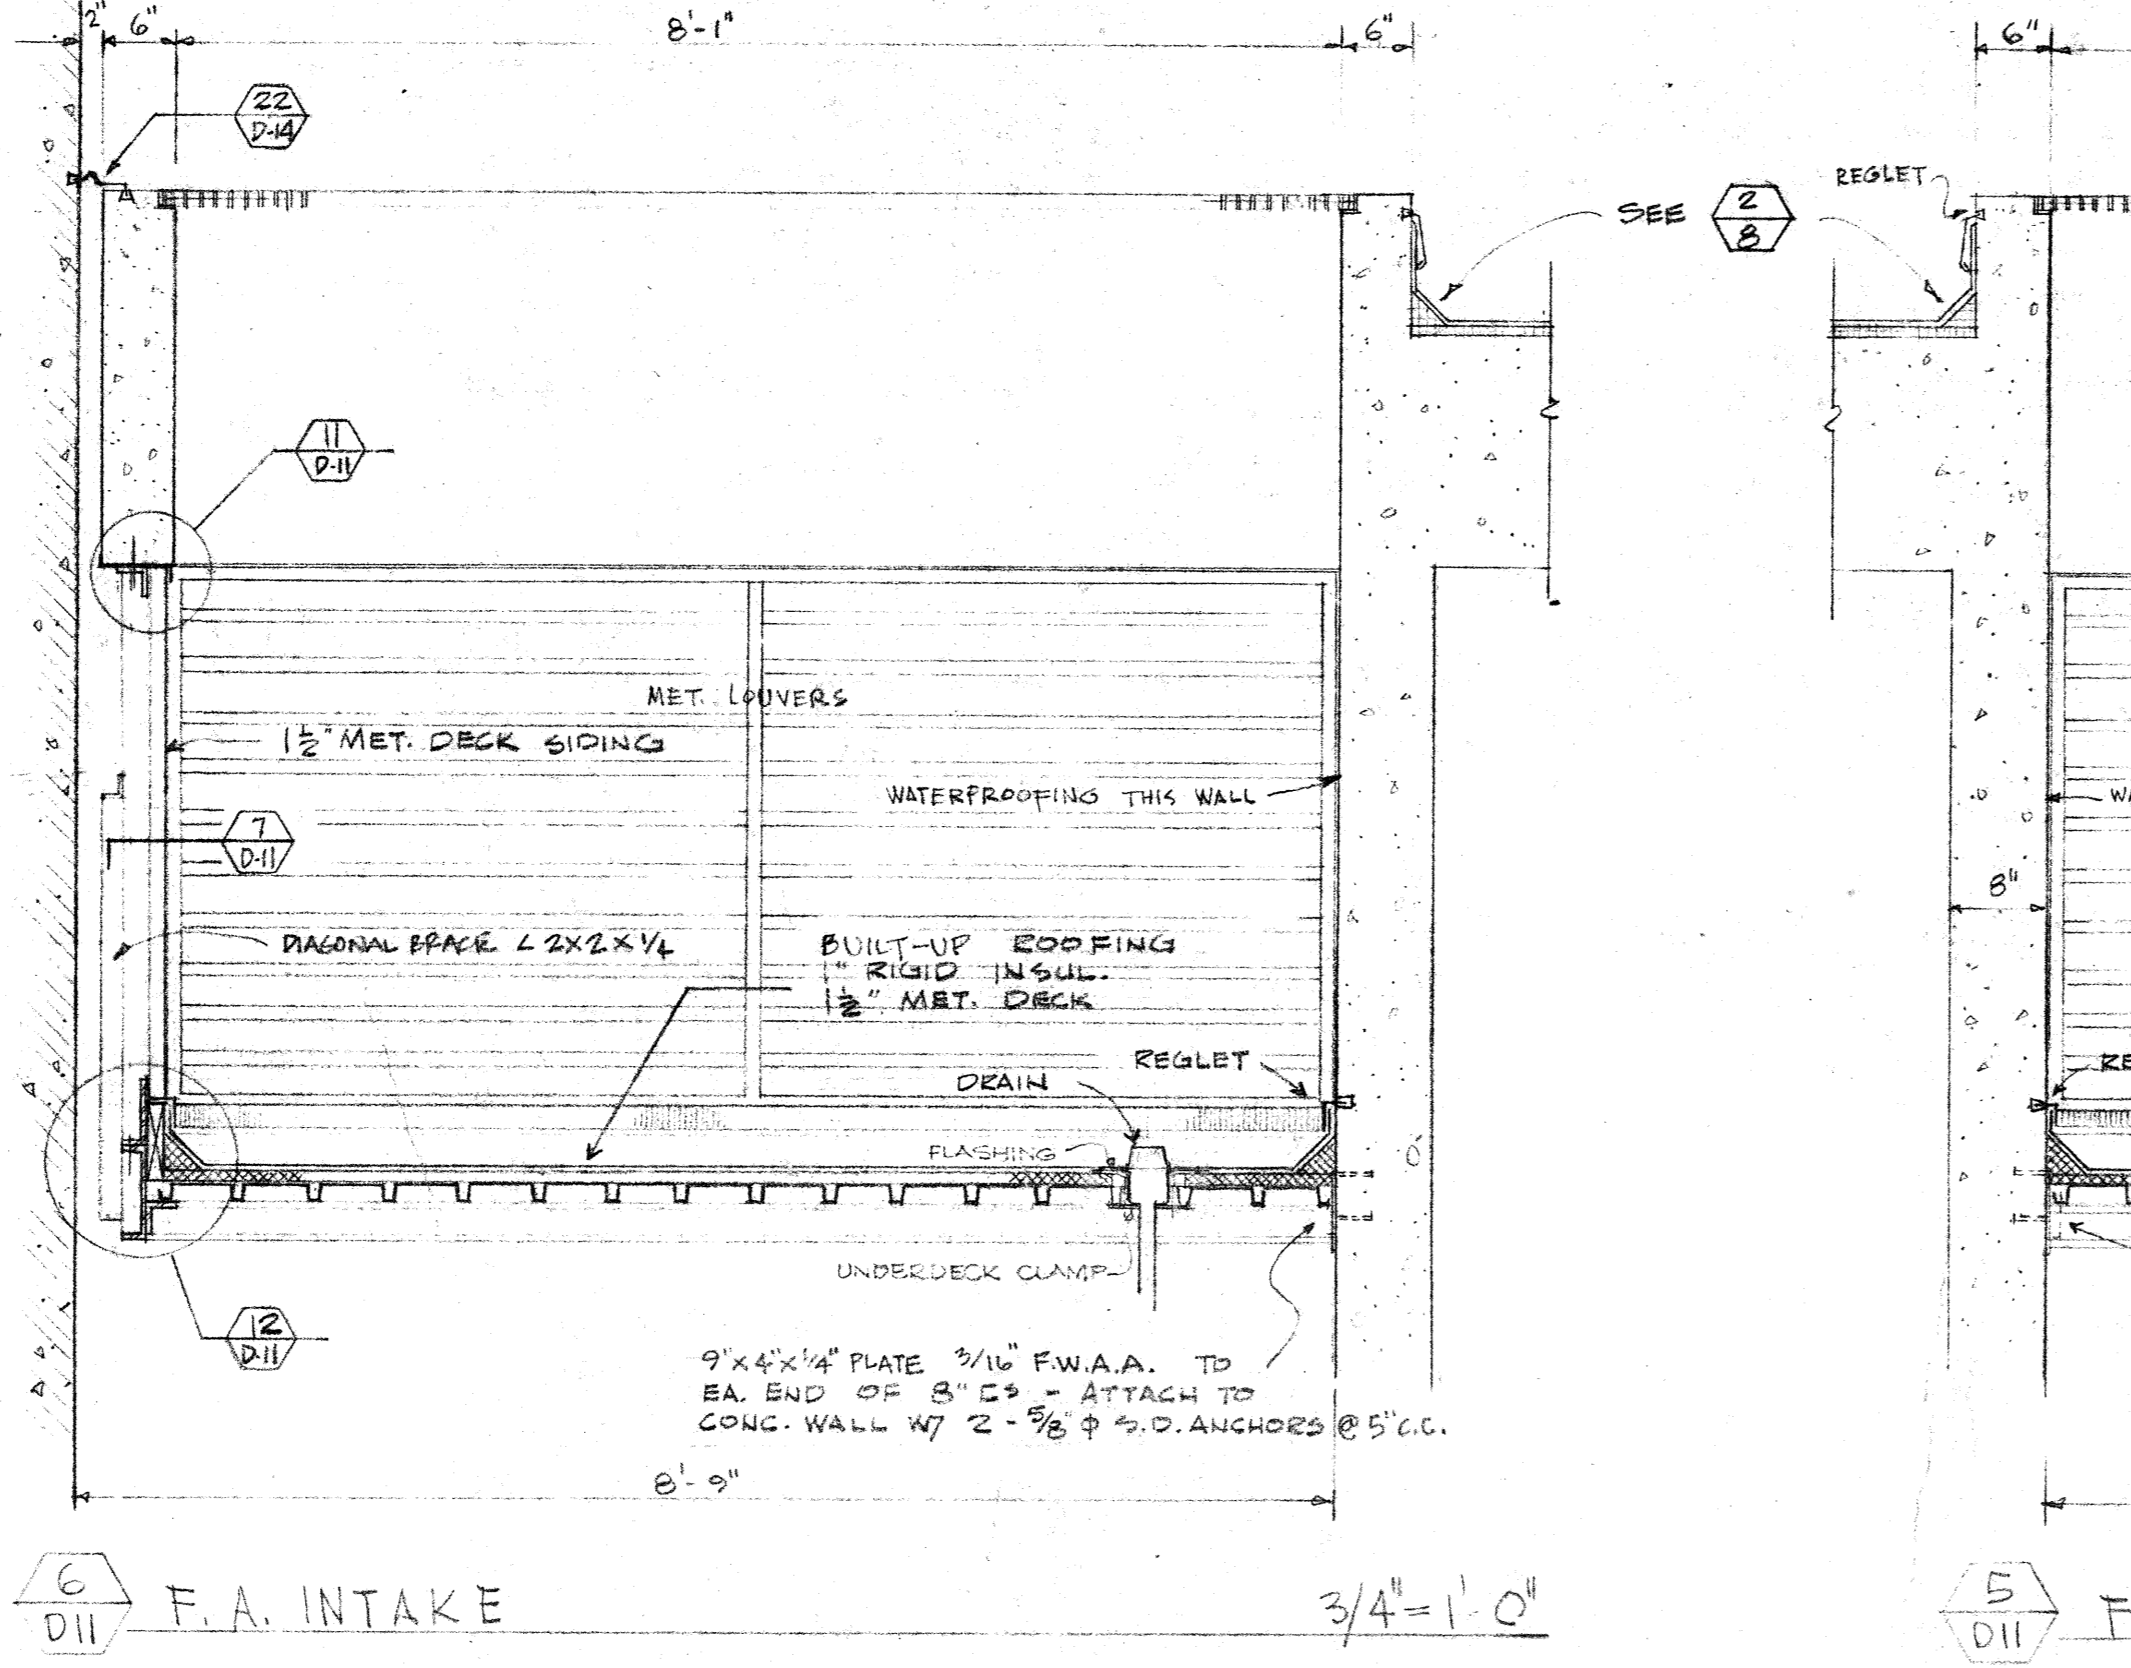 2" 6" 8'-1" 6" 6"
22
D-14
REGLET
SEE 2
8
11
D-11
MET. LOUVERS
1½" MET. DECK SIDING
WATERPROOFING THIS WALL
WA
7
D-11
8"
DIAGONAL BRACE ∠ 2X2X¼
BUILT-UP ROOFING
1" RIGID INSUL.
1½" MET. DECK
REGLET
RE
DRAIN
FLASHING
UNDERDECK CLAMP
12
D-11
9"X4"X¼" PLATE 3/16" F.W.A.A. TO
EA. END OF 8" [S - ATTACH TO
CONC. WALL W/ 2 - 5/8" φ S.D. ANCHORS @ 5" C.C.
8'-9"
6
D11
F. A. INTAKE
3/4" = 1'-0"
5
D11
F